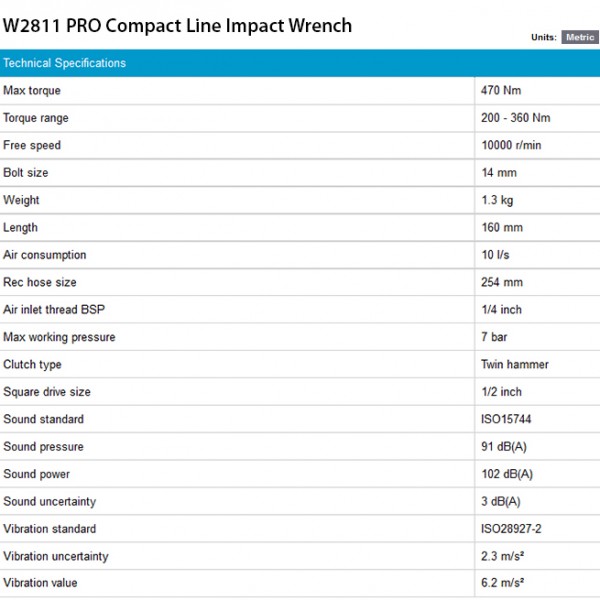 W2811 PRO Compact Line Impact Wrench
Units: Metric
Technical Specifications
Max torque 470 Nm
Torque range 200 - 360 Nm
Free speed 10000 r/min
Bolt size 14 mm
Weight 1.3 kg
Length 160 mm
Air consumption 10 l/s
Rec hose size 254 mm
Air inlet thread BSP 1/4 inch
Max working pressure 7 bar
Clutch type Twin hammer
Square drive size 1/2 inch
Sound standard ISO15744
Sound pressure 91 dB(A)
Sound power 102 dB(A)
Sound uncertainty 3 dB(A)
Vibration standard ISO28927-2
Vibration uncertainty 2.3 m/s²
Vibration value 6.2 m/s²